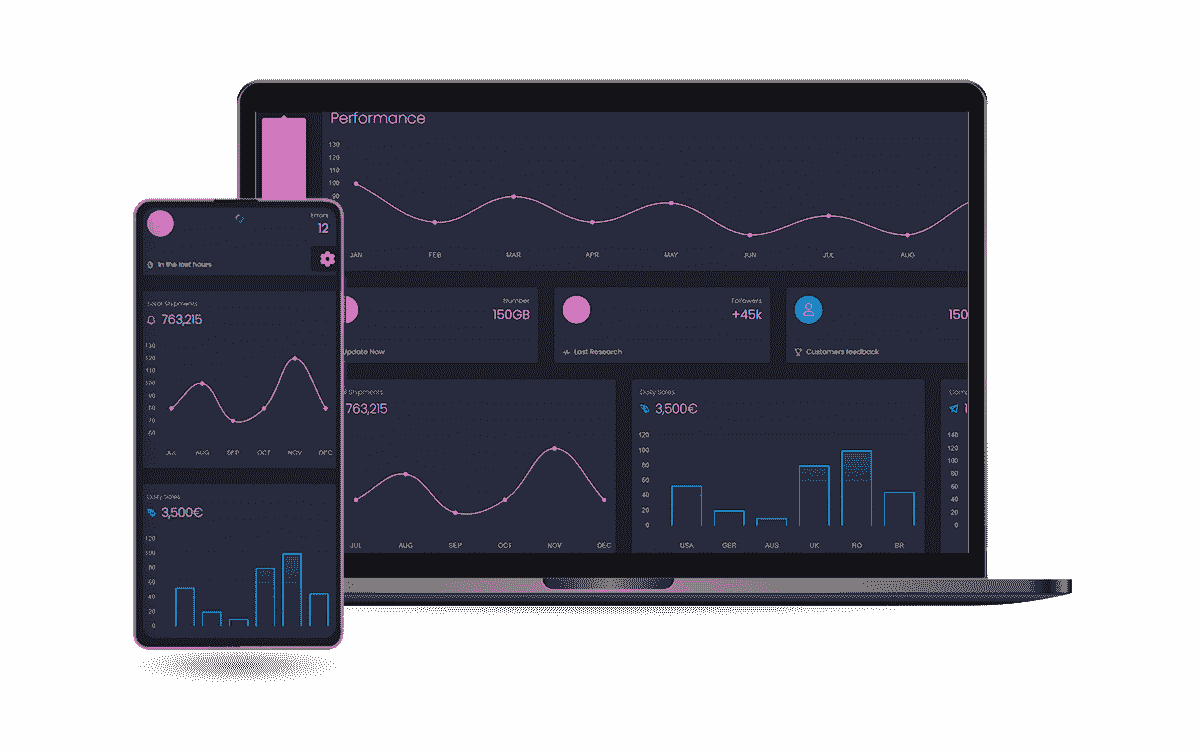 Performance
130
120
110
100
90
JAN FEB MAR APR MAY JUN JUL AUG
Errors
12
In the last hours
Total Shipments
763,215
130
120
110
100
90
80
70
60
JUL AUG SEP OCT NOV DEC
Daily Sales
3,500€
120
100
80
60
40
20
0
Number
150GB
Update Now
Followers
+45k
Last Research
150
Customers feedback
Shipments
763,215
JUL AUG SEP OCT NOV DEC
Daily Sales
3,500€
120
100
80
60
40
20
0
USA GER AUS UK RO BR
Com
1
140
120
100
80
60
40
20
0